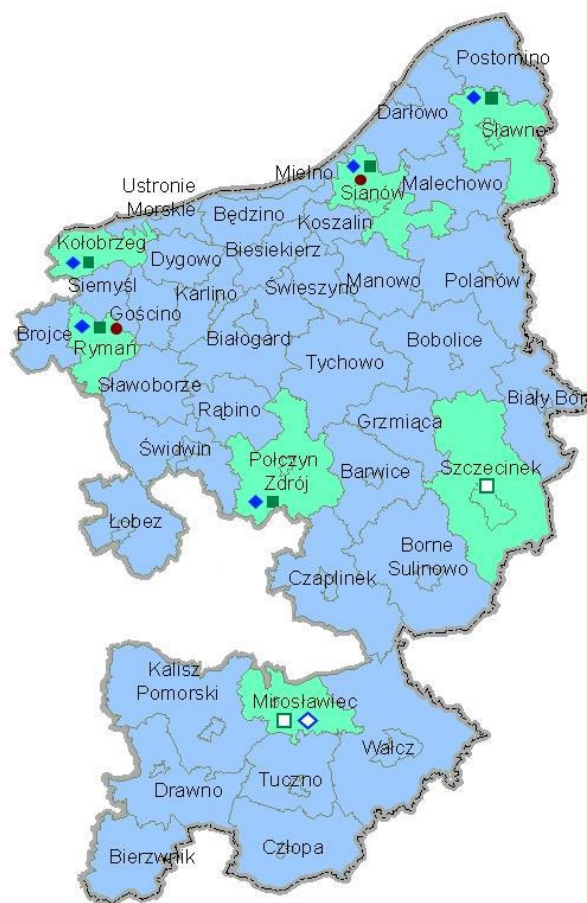 Postomino
Darłowo
Sławno
Mielno
Sianów
Malechowo
Ustronie
Morskie
Będzino
Koszalin
Kołobrzeg
Dygowo
Biesiekierz
Siemyśl
Karlino
Świeszyno
Manowo
Polanów
Gościno
Brojce
Rymań
Białogard
Tychowo
Bobolice
Sławoborze
Rąbino
Grzmiąca
Biały Bór
Świdwin
Połczyn
Zdrój
Barwice
Szczecinek
Łobez
Czaplinek
Borne
Sulinowo
Kalisz
Pomorski
Mirosławiec
Wałcz
Drawno
Tuczno
Bierzwnik
Człopa